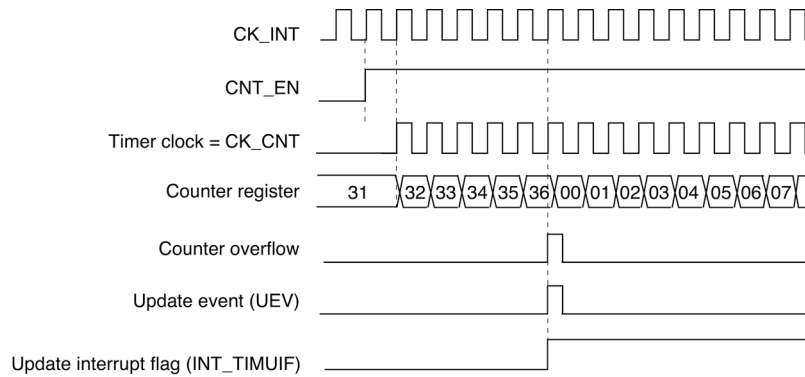 CK_INT
CNT_EN
Timer clock = CK_CNT
Counter register 31 32 33 34 35 36 00 01 02 03 04 05 06 07
Counter overflow
Update event (UEV)
Update interrupt flag (INT_TIMUIF)